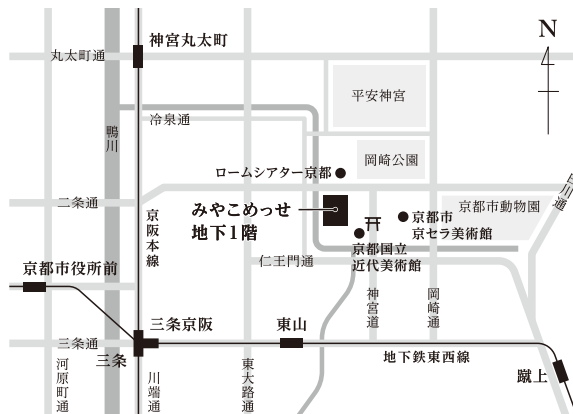 神宮丸太町
N
丸太町通
平安神宮
冷泉通
鴨川
岡崎公園
ロームシアター京都
白川通
二条通
みやこめっせ
地下1階
京都市動物園
京阪本線
京都市
京セラ美術館
京都国立
近代美術館
仁王門通
京都市役所前
神宮道
岡崎通
三条京阪
東山
三条通
三条
地下鉄東西線
河原町通
川端通
東大路通
蹴上